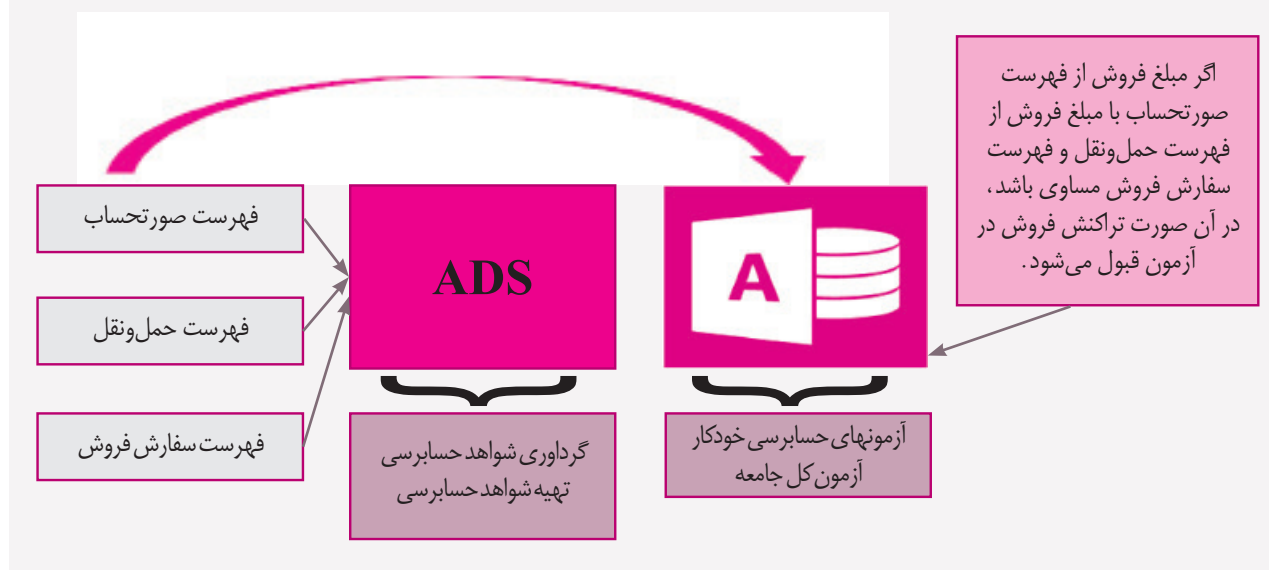 اگر مبلغ فروش از فهرست
صورتحساب با مبلغ فروش از
فهرست حمل‌ونقل و فهرست
سفارش فروش مساوی باشد،
در آن صورت تراکنش فروش در
آزمون قبول می‌شود.
فهرست صورتحساب
فهرست حمل‌ونقل
فهرست سفارش فروش
ADS
A
گرداوری شواهد حسابرسی
تهیه شواهد حسابرسی
آزمونهای حسابرسی خودکار
آزمون کل جامعه